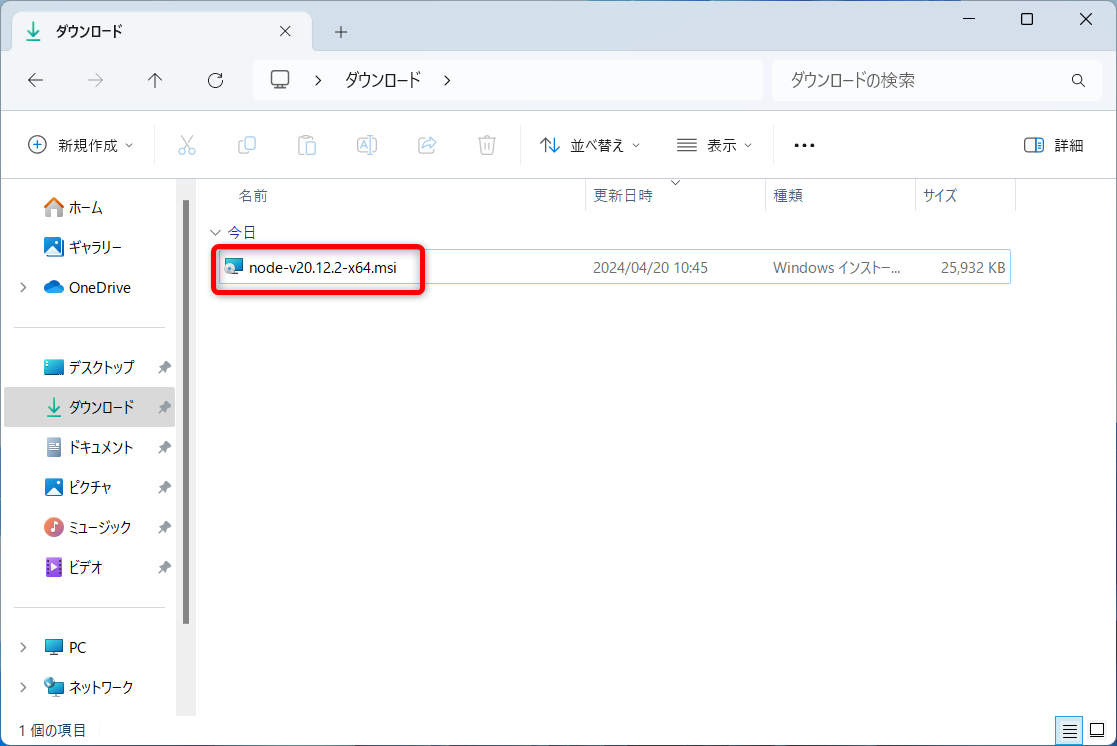 ダウンロード
ダウンロード
ダウンロードの検索
新規作成
並べ替え
表示
詳細
ホーム
ギャラリー
OneDrive
デスクトップ
ダウンロード
ドキュメント
ピクチャ
ミュージック
ビデオ
PC
ネットワーク
名前 更新日時 種類 サイズ
今日
node-v20.12.2-x64.msi 2024/04/20 10:45 Windows インストー... 25,932 KB
1 個の項目